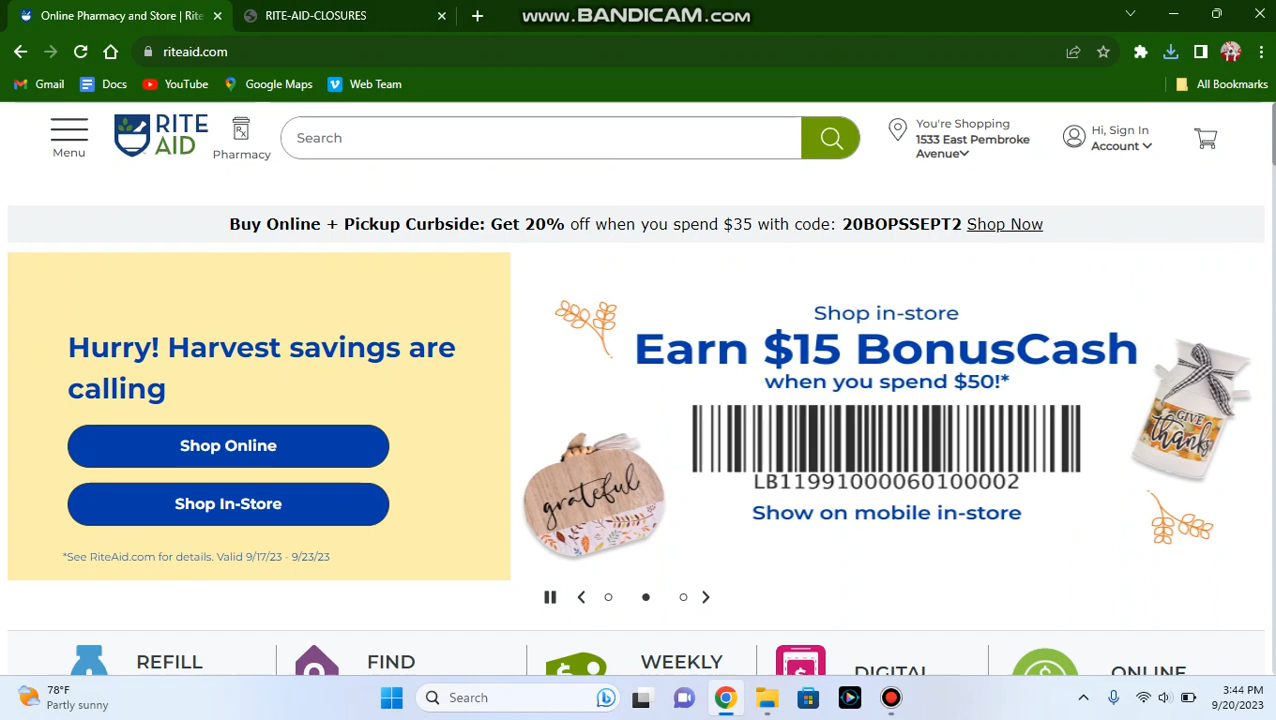 Online Pharmacy and Store | Rite
RITE-AID-CLOSURES
www.BANDICAM.com
riteaid.com
Gmail
Docs
YouTube
Google Maps
Web Team
All Bookmarks
Menu
RITE AID
Pharmacy
Search
You're Shopping
1533 East Pembroke
Avenue
Hi, Sign In
Account
Buy Online + Pickup Curbside: Get 20% off when you spend $35 with code: 20BOPSSEPT2 Shop Now
Hurry! Harvest savings are
calling
Shop Online
Shop In-Store
*See RiteAid.com for details. Valid 9/17/23 - 9/23/23
Shop in-store
Earn $15 BonusCash
when you spend $50!*
LB11991000060100002
Show on mobile in-store
grateful
GIVE
thanks
REFILL
FIND
WEEKLY
DIGITAL
ONLINE
78°F
Partly sunny
Search
3:44 PM
9/20/2023